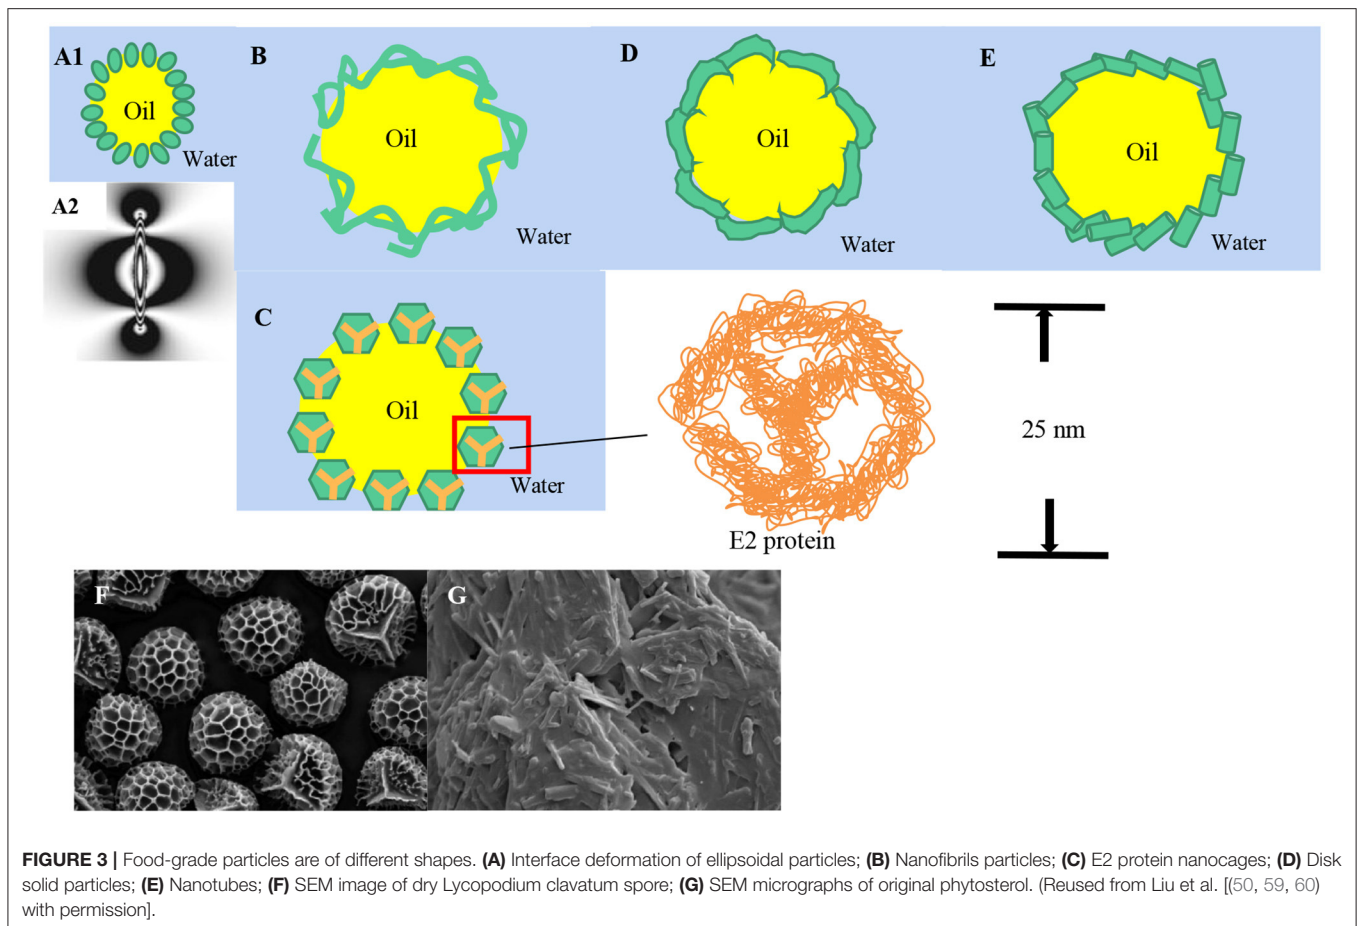 A1
Oil
Water
A2
B
Oil
Water
D
Oil
Water
E
Oil
Water
C
Oil
Water
E2 protein
25 nm
F
G
FIGURE 3 | Food-grade particles are of different shapes. (A) Interface deformation of ellipsoidal particles; (B) Nanofibrils particles; (C) E2 protein nanocages; (D) Disk
solid particles; (E) Nanotubes; (F) SEM image of dry Lycopodium clavatum spore; (G) SEM micrographs of original phytosterol. (Reused from Liu et al. [(50, 59, 60)
with permission].